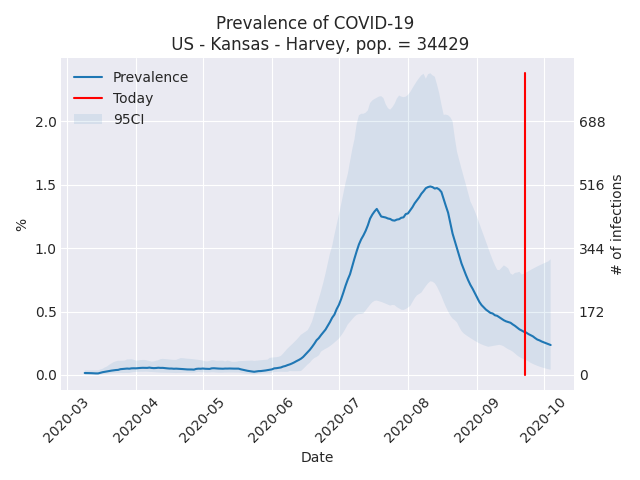 Prevalence of COVID-19
US - Kansas - Harvey, pop. = 34429
Prevalence
Today
95CI
%
2.0
1.5
1.0
0.5
0.0
688
516
344
172
0
# of infections
2020-03
2020-04
2020-05
2020-06
2020-07
2020-08
2020-09
2020-10
Date